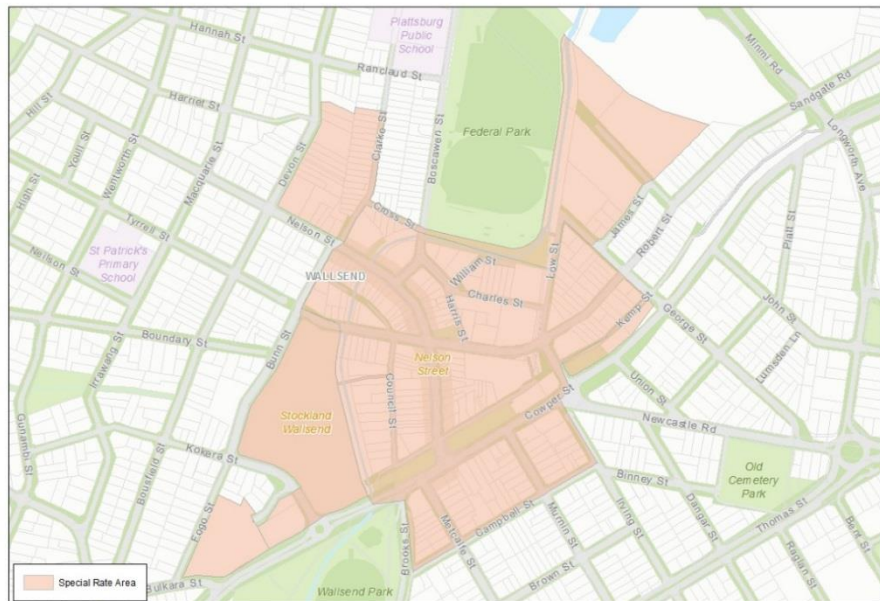 Hannah St
Plattsburg
Public
School
Ranclaud St
Minmi Rd
Sandgate Rd
Hill St
Youll St
Harriet St
Wentworth St
Macquarie St
Devon St
Clarke St
Boscawen St
Federal Park
Longworth Ave
High St
Tyrrell St
Nelson St
Cross St
James St
Robert St
Platt St
Nelson St
St Patrick's
Primary
School
WALLSEND
William St
Low St
Charles St
Harris St
Kemp St
George St
John St
Lumsden Ln
Boundary St
Bunn St
Irrawang St
Nelson
Street
Council St
Union St
Cowper St
Newcastle Rd
Stockland
Wallsend
Gunambi St
Kokera St
Bousfield St
Eogo St
Binney St
Old
Cemetery
Park
Thomas St
Campbell St
Metcalfe St
Murnin St
Irving St
Dangar St
Brooks St
Brown St
Raglan St
Bent St
Bulkara St
Wallsend Park
Special Rate Area